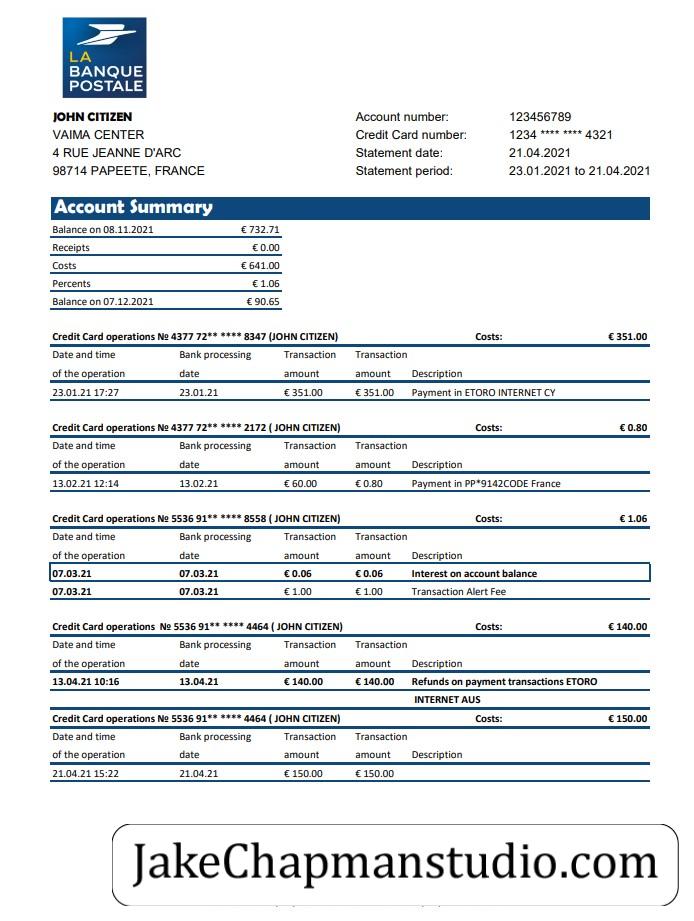 LA
BANQUE
POSTALE
JOHN CITIZEN
VAIMA CENTER
4 RUE JEANNE D'ARC
98714 PAPEETE, FRANCE
Account number: 123456789
Credit Card number: 1234 **** **** 4321
Statement date: 21.04.2021
Statement period: 23.01.2021 to 21.04.2021
Account Summary
Balance on 08.11.2021 € 732.71
Receipts € 0.00
Costs € 641.00
Percents € 1.06
Balance on 07.12.2021 € 90.65
Credit Card operations № 4377 72** **** 8347 (JOHN CITIZEN) Costs: € 351.00
Date and time Bank processing Transaction Transaction
of the operation date amount amount Description
23.01.21 17:27 23.01.21 € 351.00 € 351.00 Payment in ETORO INTERNET CY
Credit Card operations № 4377 72** **** 2172 ( JOHN CITIZEN) Costs: € 0.80
Date and time Bank processing Transaction Transaction
of the operation date amount amount Description
13.02.21 12:14 13.02.21 € 60.00 € 0.80 Payment in PP*9142CODE France
Credit Card operations № 5536 91** **** 8558 ( JOHN CITIZEN) Costs: € 1.06
Date and time Bank processing Transaction Transaction
of the operation date amount amount Description
07.03.21 07.03.21 € 0.06 € 0.06 Interest on account balance
07.03.21 07.03.21 € 1.00 € 1.00 Transaction Alert Fee
Credit Card operations № 5536 91** **** 4464 ( JOHN CITIZEN) Costs: € 140.00
Date and time Bank processing Transaction Transaction
of the operation date amount amount Description
13.04.21 10:16 13.04.21 € 140.00 € 140.00 Refunds on payment transactions ETORO
INTERNET AUS
Credit Card operations № 5536 91** **** 4464 ( JOHN CITIZEN) Costs: € 150.00
Date and time Bank processing Transaction Transaction
of the operation date amount amount Description
21.04.21 15:22 21.04.21 € 150.00 € 150.00
JakeChapmanstudio.com